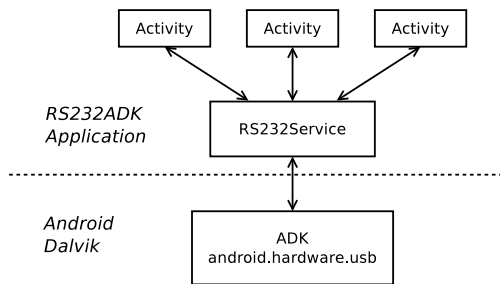 Activity
Activity
Activity
RS232ADK
Application
RS232Service
Android
Dalvik
ADK
android.hardware.usb